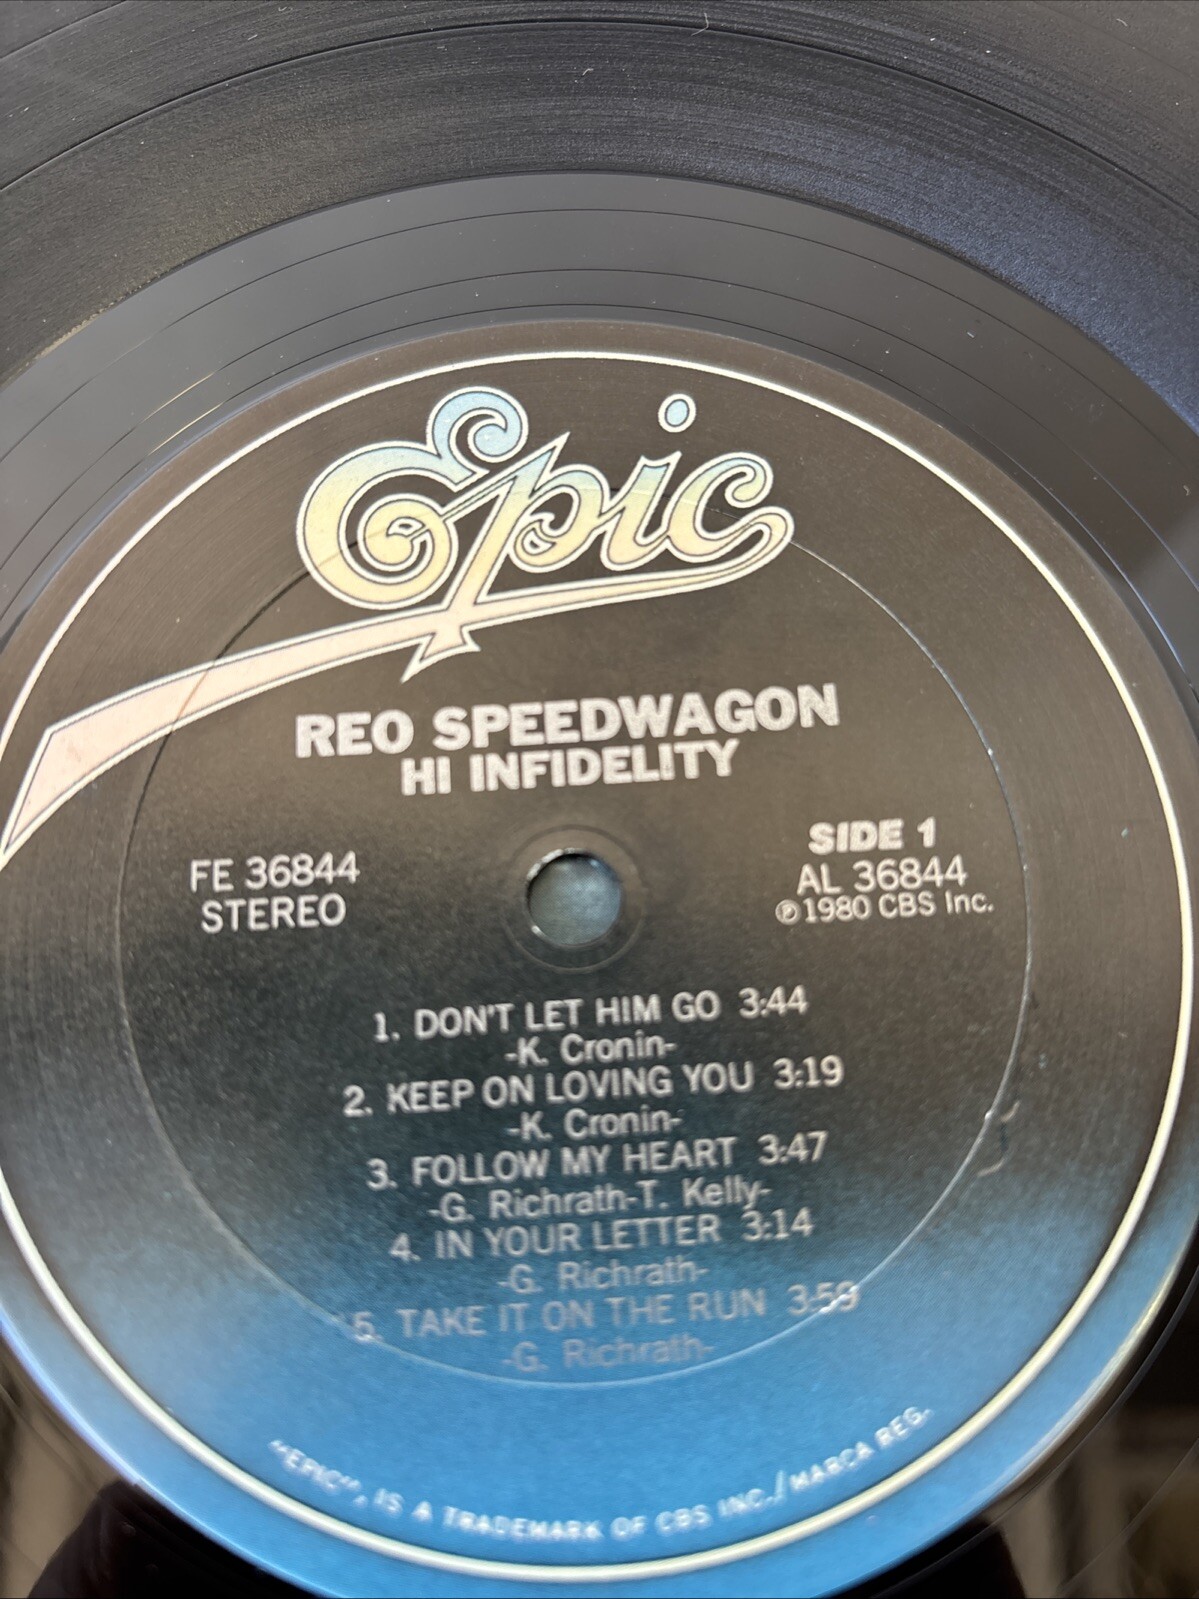 Epic
REO SPEEDWAGON
HI INFIDELITY
FE 36844
STEREO
SIDE 1
AL 36844
℗ 1980 CBS Inc.
1. DON'T LET HIM GO 3:44
-K. Cronin-
2. KEEP ON LOVING YOU 3:19
-K. Cronin-
3. FOLLOW MY HEART 3:47
-G. Richrath-T. Kelly-
4. IN YOUR LETTER 3:14
-G. Richrath-
5. TAKE IT ON THE RUN 3:59
-G. Richrath-
"EPIC", IS A TRADEMARK OF CBS INC./MARCA REG.